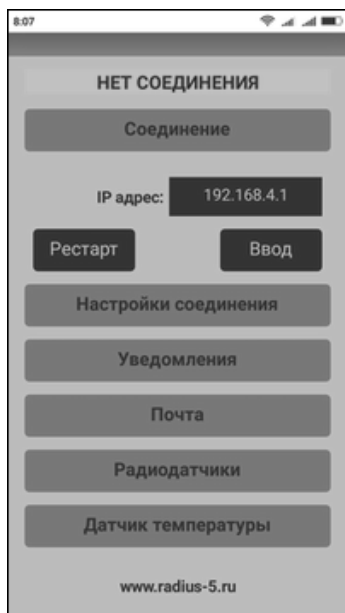 8:07
НЕТ СОЕДИНЕНИЯ
Соединение
IP адрес: 192.168.4.1
Рестарт Ввод
Настройки соединения
Уведомления
Почта
Радиодатчики
Датчик температуры
www.radius-5.ru